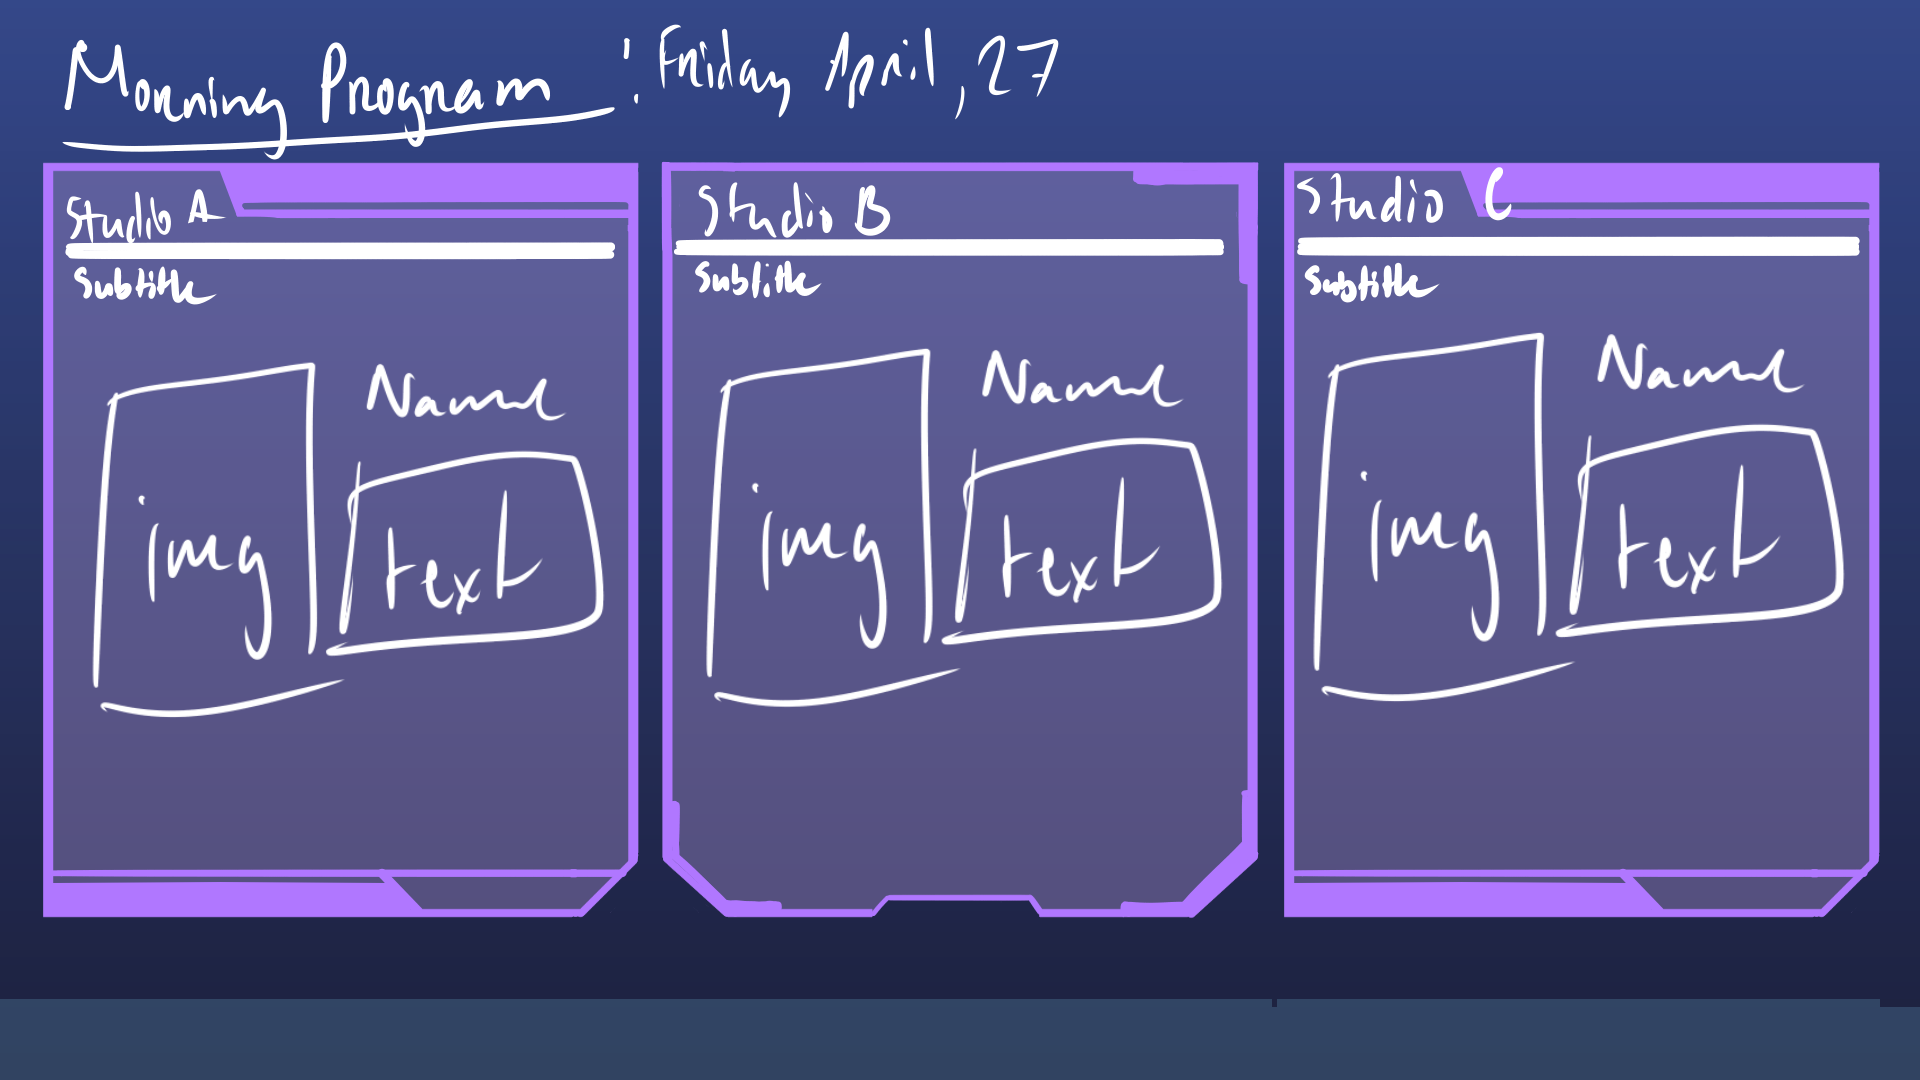 Morning Program : Friday April, 27
Studio A
Subtitle
Name
img
text
Studio B
Subtitle
Name
img
text
Studio C
Subtitle
Name
img
text